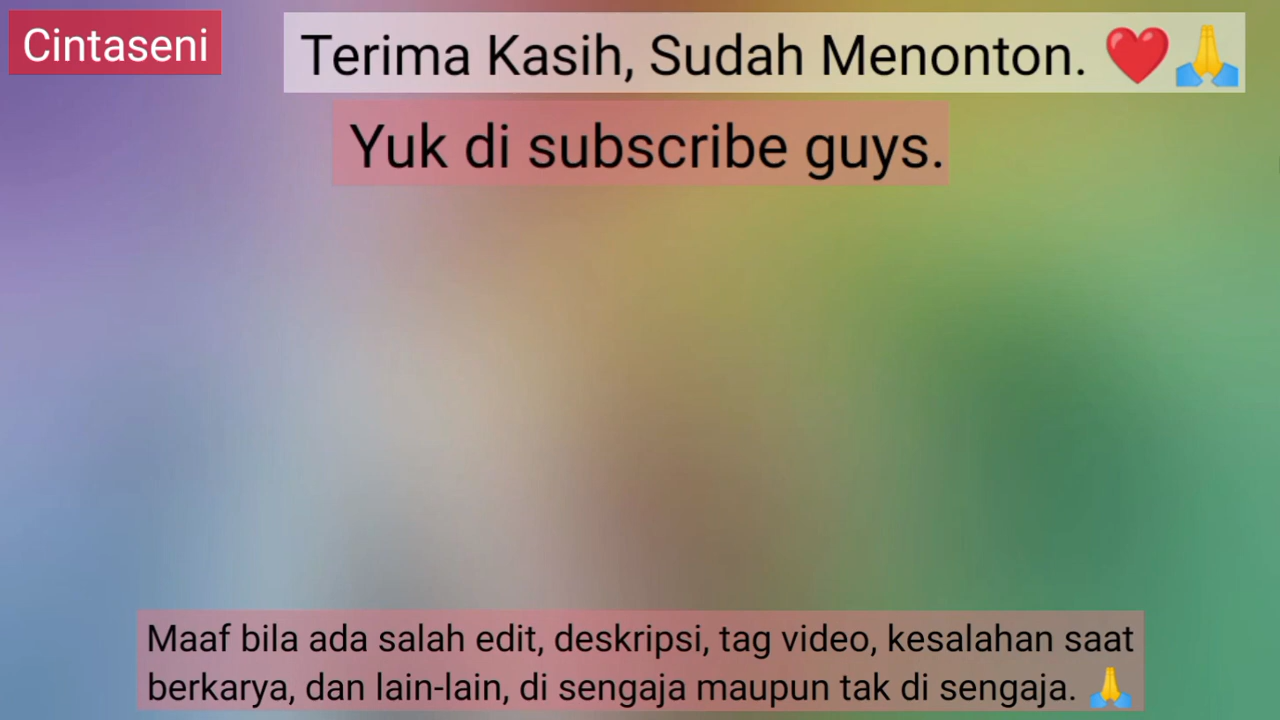 Cintaseni
Terima Kasih, Sudah Menonton. ❤️🙏
Yuk di subscribe guys.
Maaf bila ada salah edit, deskripsi, tag video, kesalahan saat
berkarya, dan lain-lain, di sengaja maupun tak di sengaja. 🙏